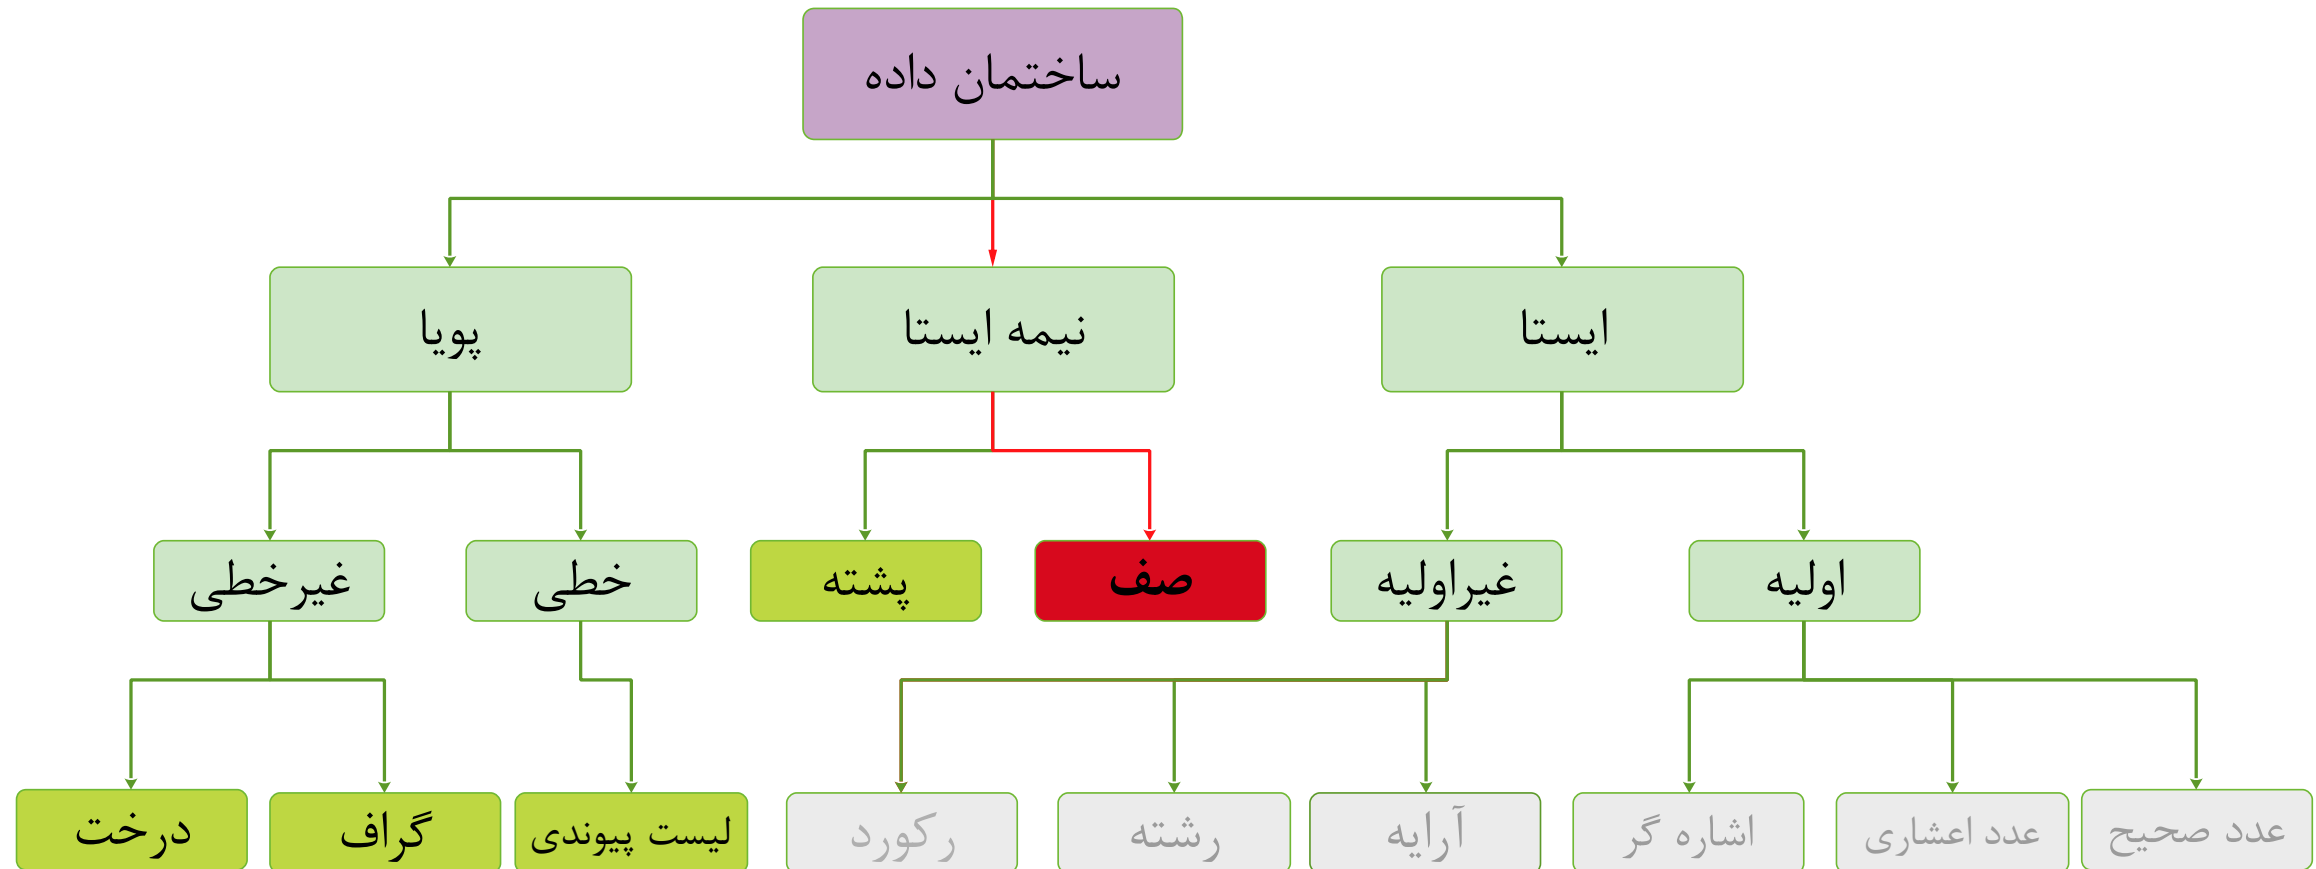 ساختمان داده
ایستا
نیمه ایستا
پویا
اولیه
غیراولیه
صف
پشته
خطی
غیرخطی
عدد صحیح
عدد اعشاری
اشاره گر
آرایه
رشته
رکورد
لیست پیوندی
گراف
درخت